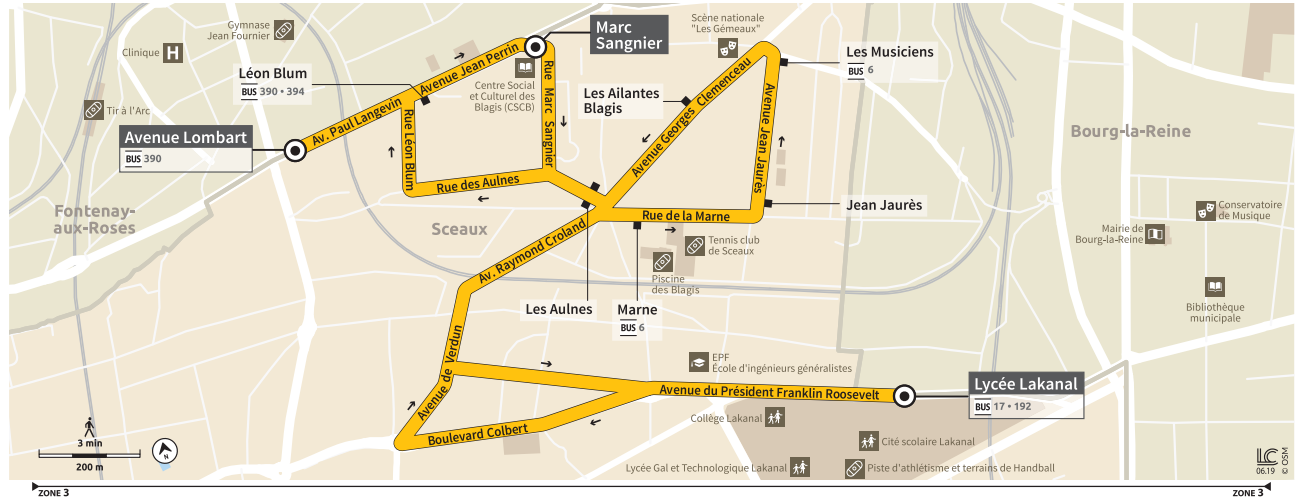 Gymnase
Jean Fournier
Clinique
H
Tir à l'Arc
Léon Blum
BUS 390 • 394
Avenue Lombart
BUS 390
Fontenay-
aux-Roses
Marc
Sangnier
Scène nationale
"Les Gémeaux"
Centre Social
et Culturel des
Blagis (CSCB)
Les Ailantes
Blagis
Les Musiciens
BUS 6
Av. Paul Langevin
Avenue Jean Perrin
Rue Marc Sangnier
Rue Léon Blum
Rue des Aulnes
Avenue Georges Clemenceau
Avenue Jean Jaurès
Rue de la Marne
Jean Jaurès
Sceaux
Bourg-la-Reine
Conservatoire
de Musique
Mairie de
Bourg-la-Reine
Bibliothèque
municipale
Tennis club
de Sceaux
Piscine
des Blagis
Av. Raymond Croland
Les Aulnes
Marne
BUS 6
Avenue de Verdun
EPF
École d'ingénieurs généralistes
Avenue du Président Franklin Roosevelt
Lycée Lakanal
BUS 17 • 192
Boulevard Colbert
Collège Lakanal
Cité scolaire Lakanal
Lycée Gal et Technologique Lakanal
Piste d'athlétisme et terrains de Handball
3 min
200 m
N
LC
06.19
© OSM
ZONE 3
ZONE 3